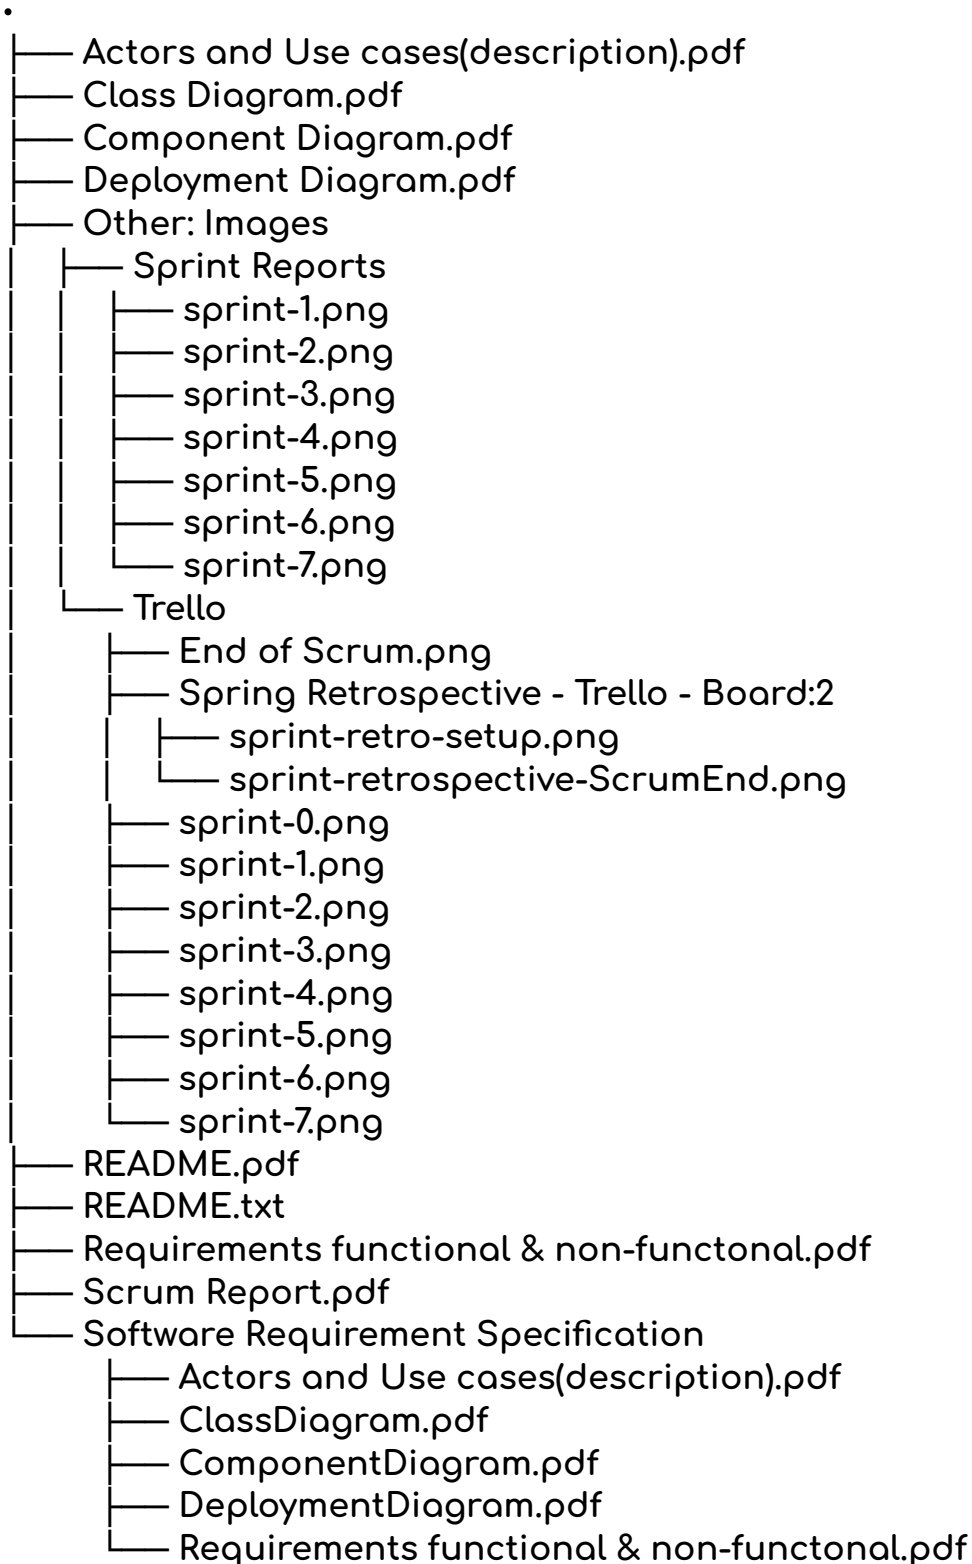 .
├── Actors and Use cases(description).pdf
├── Class Diagram.pdf
├── Component Diagram.pdf
├── Deployment Diagram.pdf
├── Other: Images
│   ├── Sprint Reports
│   │   ├── sprint-1.png
│   │   ├── sprint-2.png
│   │   ├── sprint-3.png
│   │   ├── sprint-4.png
│   │   ├── sprint-5.png
│   │   ├── sprint-6.png
│   │   └── sprint-7.png
│   └── Trello
│       ├── End of Scrum.png
│       ├── Spring Retrospective - Trello - Board:2
│       │   ├── sprint-retro-setup.png
│       │   └── sprint-retrospective-ScrumEnd.png
│       ├── sprint-0.png
│       ├── sprint-1.png
│       ├── sprint-2.png
│       ├── sprint-3.png
│       ├── sprint-4.png
│       ├── sprint-5.png
│       ├── sprint-6.png
│       └── sprint-7.png
├── README.pdf
├── README.txt
├── Requirements functional & non-functonal.pdf
├── Scrum Report.pdf
└── Software Requirement Specification
        ├── Actors and Use cases(description).pdf
        ├── ClassDiagram.pdf
        ├── ComponentDiagram.pdf
        ├── DeploymentDiagram.pdf
        └── Requirements functional & non-functonal.pdf